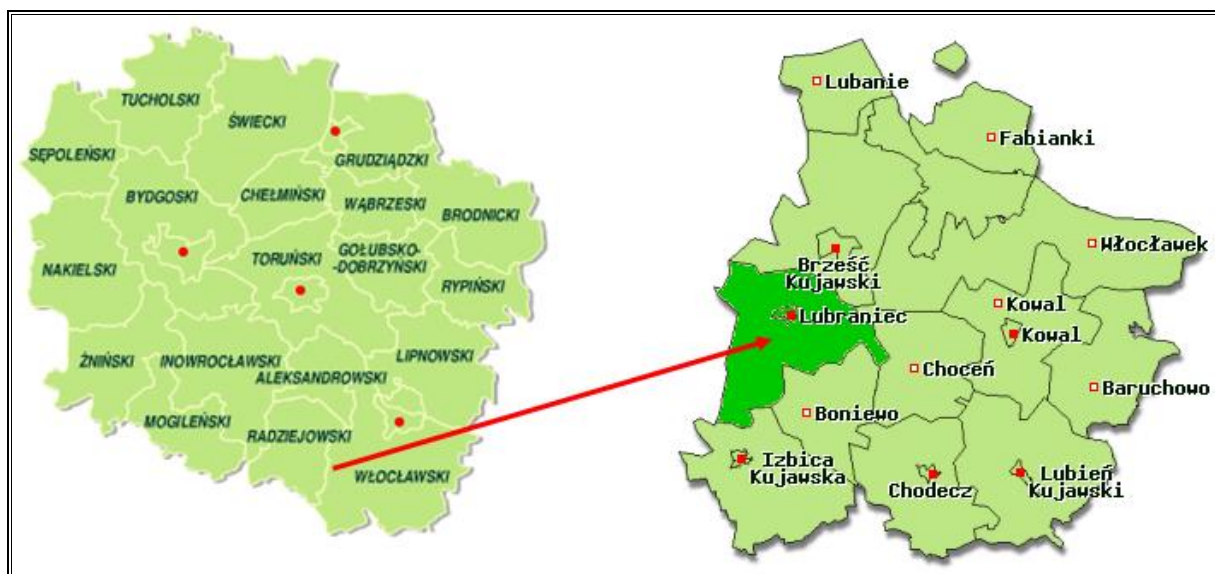 TUCHOLSKI
ŚWIECKI
SĘPOLEŃSKI
GRUDZIĄDZKI
BYDGOSKI
CHEŁMIŃSKI
WĄBRZESKI
BRODNICKI
NAKIELSKI
TORUŃSKI
GOŁUBSKO-
-DOBRZYŃSKI
RYPIŃSKI
ŻNIŃSKI
INOWROCŁAWSKI
LIPNOWSKI
ALEKSANDROWSKI
MOGILEŃSKI
RADZIEJOWSKI
WŁOCŁAWSKI
Lubanie
Fabianki
Włocławek
Brześć
Kujawski
Kowal
Lubraniec
Kowal
Choceń
Baruchowo
Boniewo
Izbica
Kujawska
Chodecz
Lubień
Kujawski